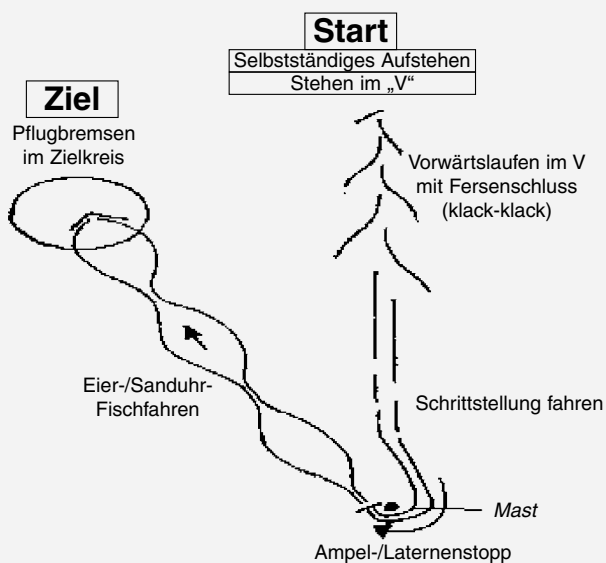 Start
Selbstständiges Aufstehen
Stehen im „V“
Ziel
Pflugbremsen
im Zielkreis
Vorwärtslaufen im V
mit Fersenschluss
(klack-klack)
Eier-/Sanduhr-
Fischfahren
Schrittstellung fahren
Mast
Ampel-/Laternenstopp